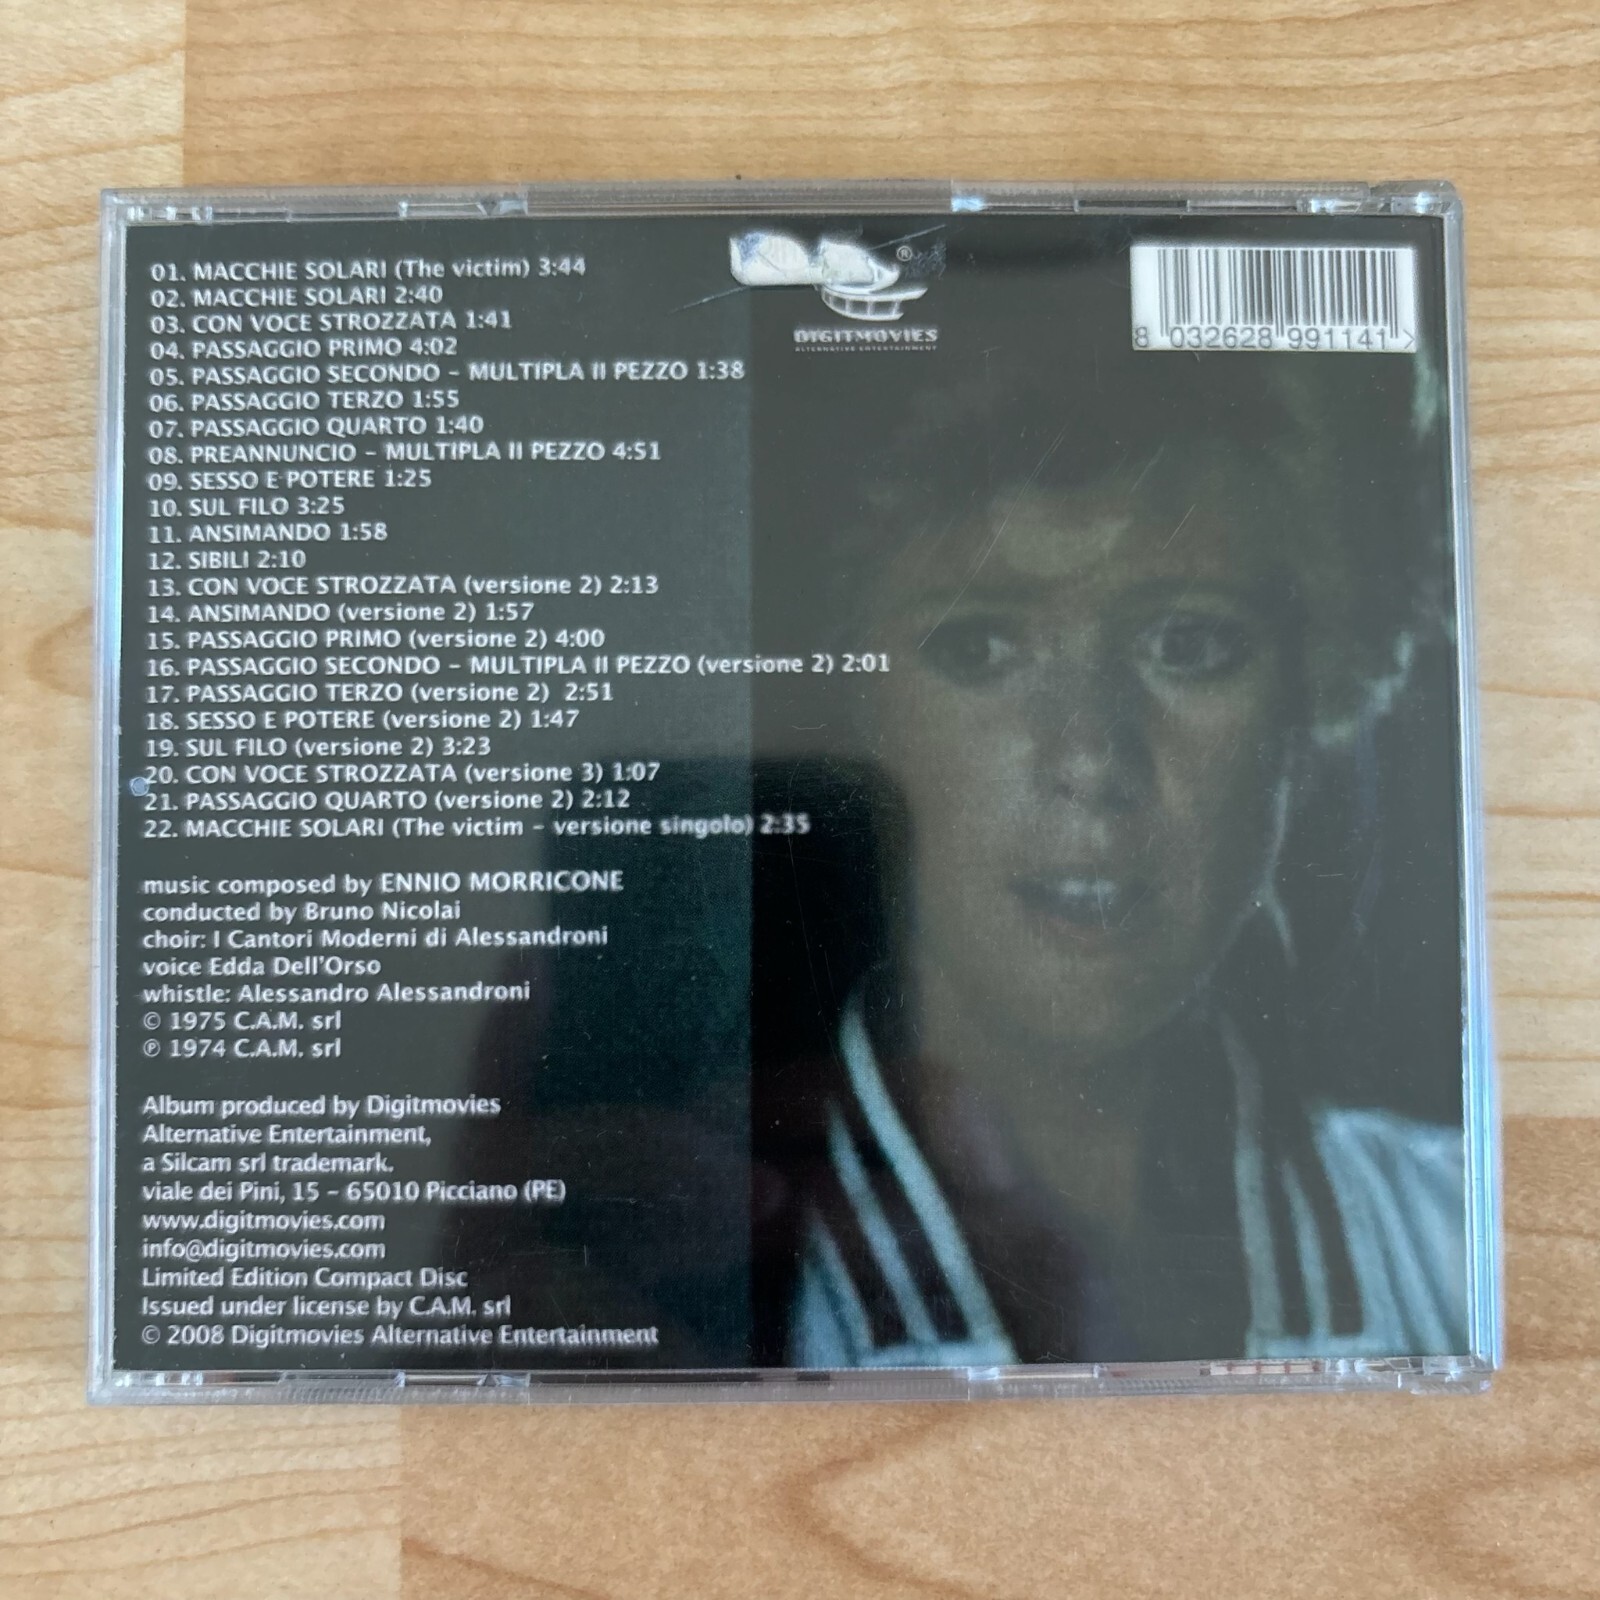 01. MACCHIE SOLARI (The victim) 3:44
02. MACCHIE SOLARI 2:40
03. CON VOCE STROZZATA 1:41
04. PASSAGGIO PRIMO 4:02
05. PASSAGGIO SECONDO - MULTIPLA II PEZZO 1:38
06. PASSAGGIO TERZO 1:55
07. PASSAGGIO QUARTO 1:40
08. PREANNUNCIO - MULTIPLA II PEZZO 4:51
09. SESSO E POTERE 1:25
10. SUL FILO 3:25
11. ANSIMANDO 1:58
12. SIBILI 2:10
13. CON VOCE STROZZATA (versione 2) 2:13
14. ANSIMANDO (versione 2) 1:57
15. PASSAGGIO PRIMO (versione 2) 4:00
16. PASSAGGIO SECONDO - MULTIPLA II PEZZO (versione 2) 2:01
17. PASSAGGIO TERZO (versione 2) 2:51
18. SESSO E POTERE (versione 2) 1:47
19. SUL FILO (versione 2) 3:23
20. CON VOCE STROZZATA (versione 3) 1:07
21. PASSAGGIO QUARTO (versione 2) 2:12
22. MACCHIE SOLARI (The victim - versione singolo) 2:35
music composed by ENNIO MORRICONE
conducted by Bruno Nicolai
choir: I Cantori Moderni di Alessandroni
voice Edda Dell'Orso
whistle: Alessandro Alessandroni
© 1975 C.A.M. srl
℗ 1974 C.A.M. srl
Album produced by Digitmovies
Alternative Entertainment,
a Silcam srl trademark.
viale dei Pini, 15 - 65010 Picciano (PE)
www.digitmovies.com
info@digitmovies.com
Limited Edition Compact Disc
Issued under license by C.A.M. srl
© 2008 Digitmovies Alternative Entertainment
®
DIGITMOVIES
ALTERNATIVE ENTERTAINMENT
8 032628 991141 >